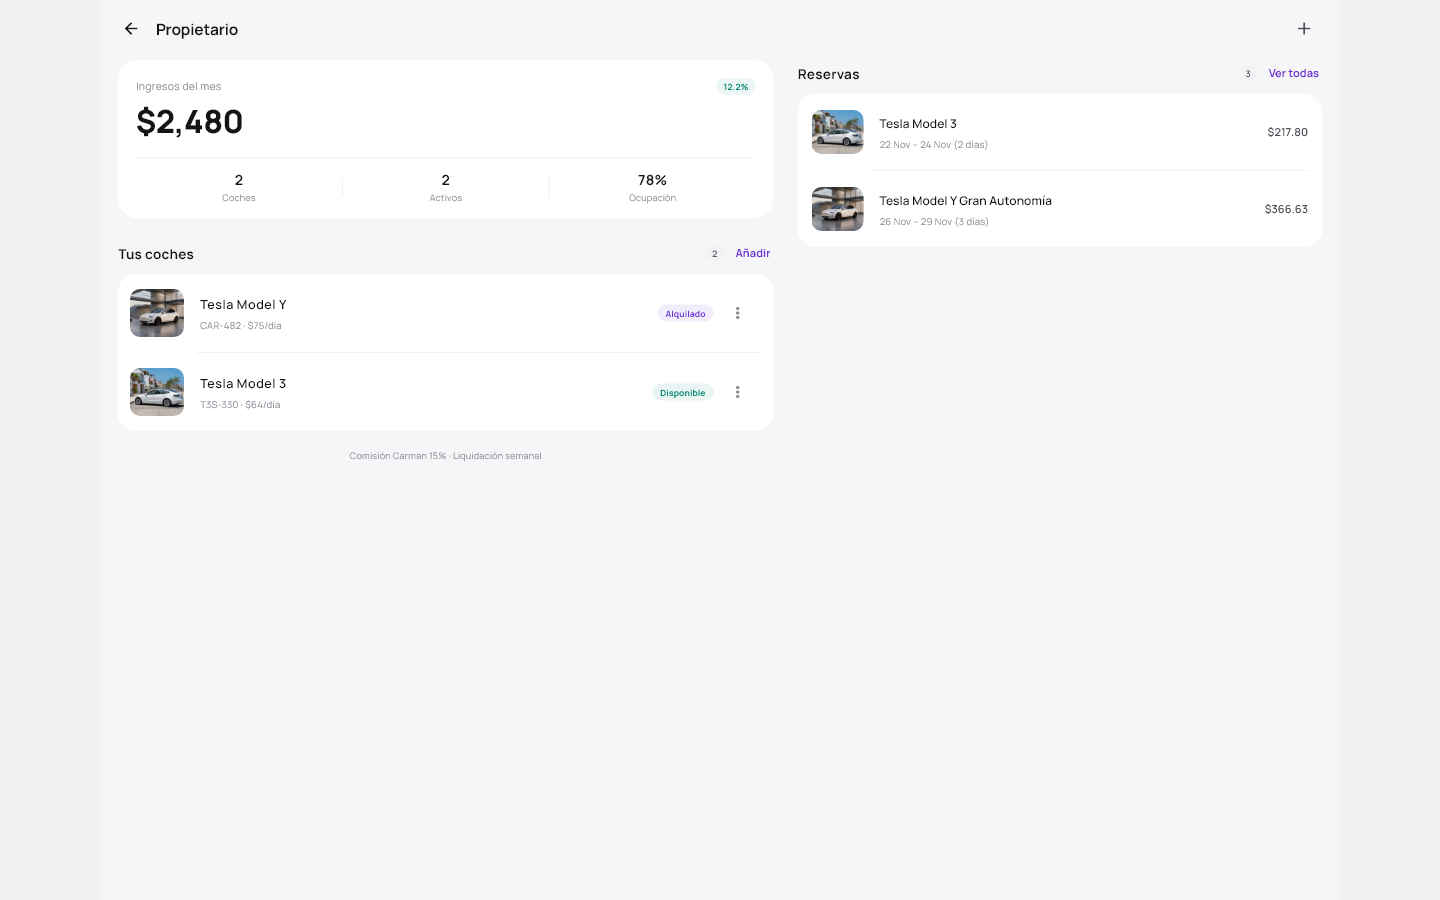 Propietario
Ingresos del mes
12.2%
$2,480
2
Coches
2
Activos
78%
Ocupación
Tus coches
2
Añadir
Tesla Model Y
CAR-482 · $75/día
Alquilado
Tesla Model 3
T3S-330 · $64/día
Disponible
Comisión Carman 15% · Liquidación semanal
Reservas
3
Ver todas
Tesla Model 3
22 Nov – 24 Nov (2 días)
$217.80
Tesla Model Y Gran Autonomía
26 Nov – 29 Nov (3 días)
$366.63